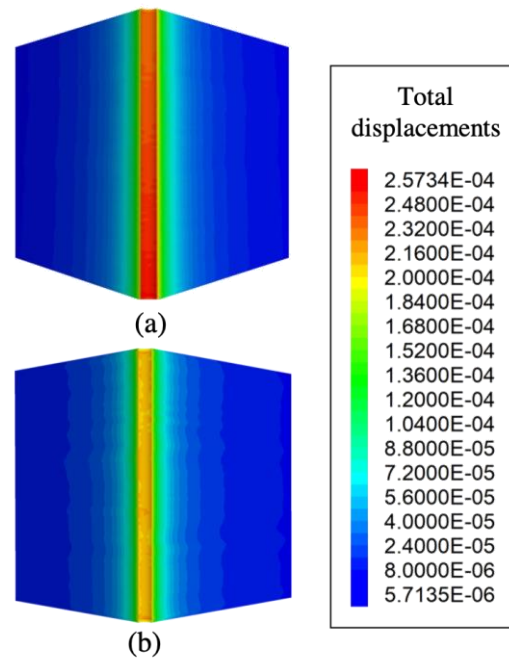 (a)
(b)
Total
displacements
2.5734E-04
2.4800E-04
2.3200E-04
2.1600E-04
2.0000E-04
1.8400E-04
1.6800E-04
1.5200E-04
1.3600E-04
1.2000E-04
1.0400E-04
8.8000E-05
7.2000E-05
5.6000E-05
4.0000E-05
2.4000E-05
8.0000E-06
5.7135E-06